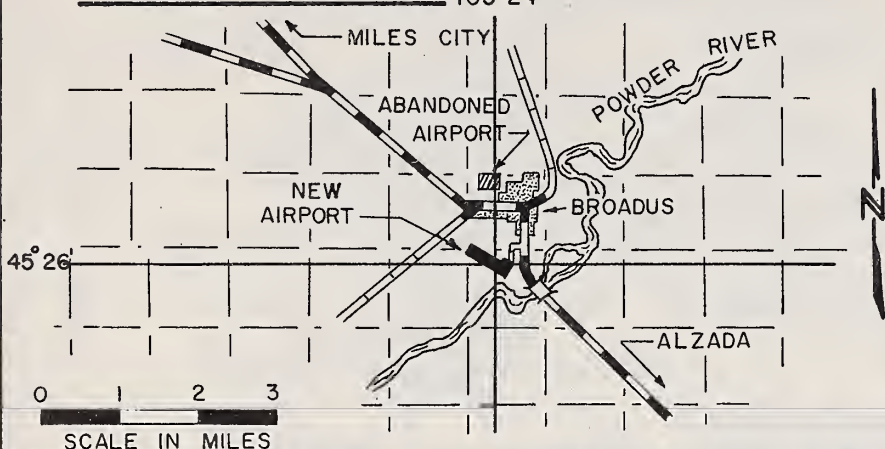 105 24
MILES CITY
POWDER RIVER
ABANDONED
AIRPORT
NEW
AIRPORT
BROADUS
N
45°26
ALZADA
0 1 2 3
SCALE IN MILES